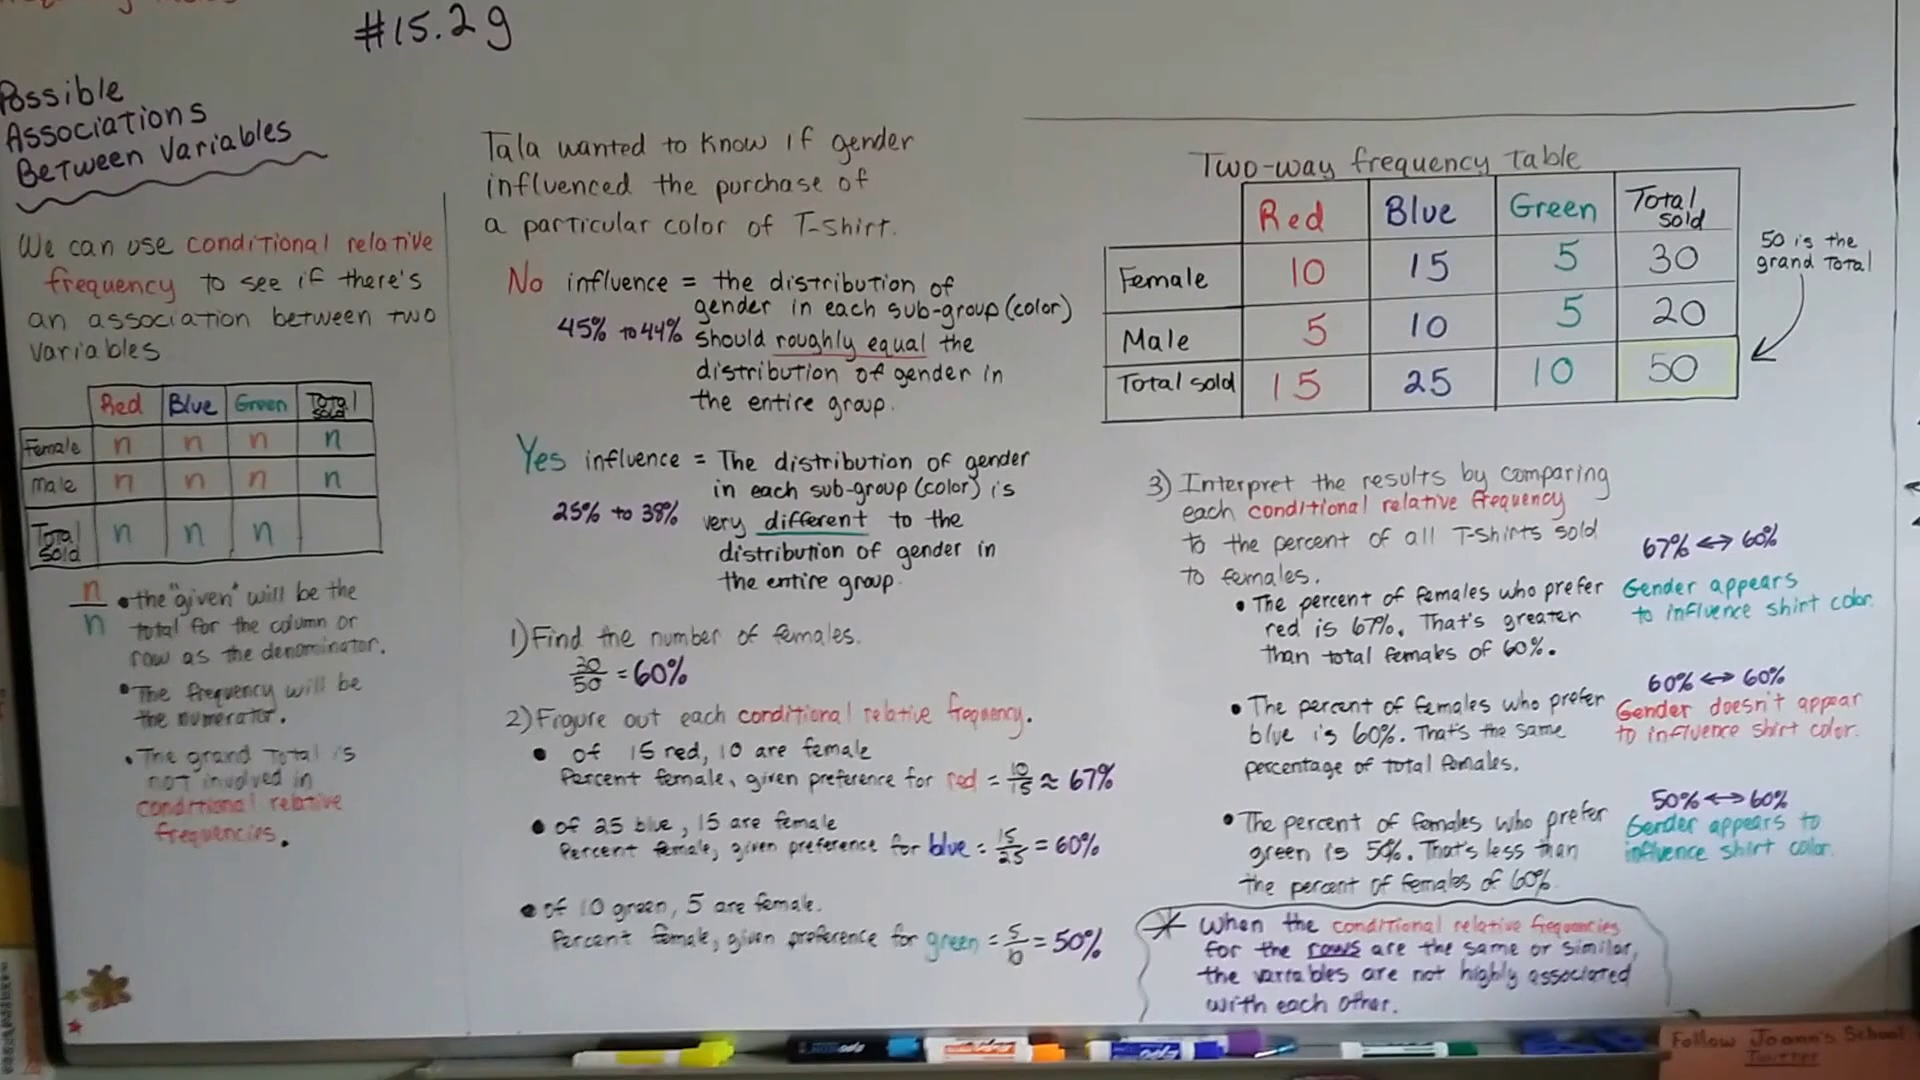 #15.2g
Possible
Associations
Between Variables
We can use conditional relative
frequency to see if there's
an association between two
variables
Red Blue Green Total sold
Female n n n n
Male n n n n
Total sold n n n
n
n
• the "given" will be the
total for the column or
row as the denominator.
• The frequency will be
the numerator.
• The grand Total is
not involved in
conditional relative
frequencies.
Tala wanted to know if gender
influenced the purchase of
a particular color of T-shirt.
No influence = the distribution of
gender in each sub-group (color)
45% to 44% should roughly equal the
distribution of gender in
the entire group.
Yes influence = The distribution of gender
in each sub-group (color) is
25% to 38% very different to the
distribution of gender in
the entire group.
1) Find the number of females.
30/50 = 60%
2) Figure out each conditional relative frequency.
• of 15 red, 10 are female
Percent female, given preference for red = 10/15 ≈ 67%
• of 25 blue, 15 are female
Percent female, given preference for blue = 15/25 = 60%
• of 10 green, 5 are female.
Percent female, given preference for green = 5/10 = 50%
Two-way frequency table
Red Blue Green Total sold
Female 10 15 5 30
Male 5 10 5 20
Total sold 15 25 10 50
50 is the
grand Total
3) Interpret the results by comparing
each conditional relative frequency
to the percent of all T-shirts sold
to females.
• The percent of females who prefer
red is 67%. That's greater
than total females of 60%.
67% ↔ 60%
Gender appears
to influence shirt color.
• The percent of females who prefer
blue is 60%. That's the same
percentage of total females.
60% ↔ 60%
Gender doesn't appear
to influence shirt color.
• The percent of females who prefer
green is 50%. That's less than
the percent of females of 60%.
50% ↔ 60%
Gender appears to
influence shirt color.
* When the conditional relative frequencies
for the rows are the same or similar,
the variables are not highly associated
with each other.
EXPO
Follow Joann's School
Twitter